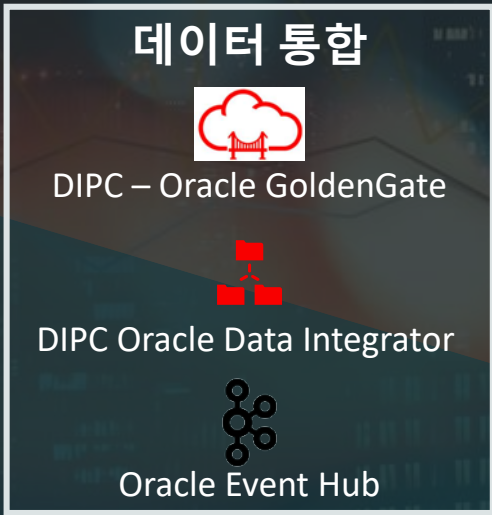 데이터 통합
DIPC – Oracle GoldenGate
DIPC Oracle Data Integrator
Oracle Event Hub